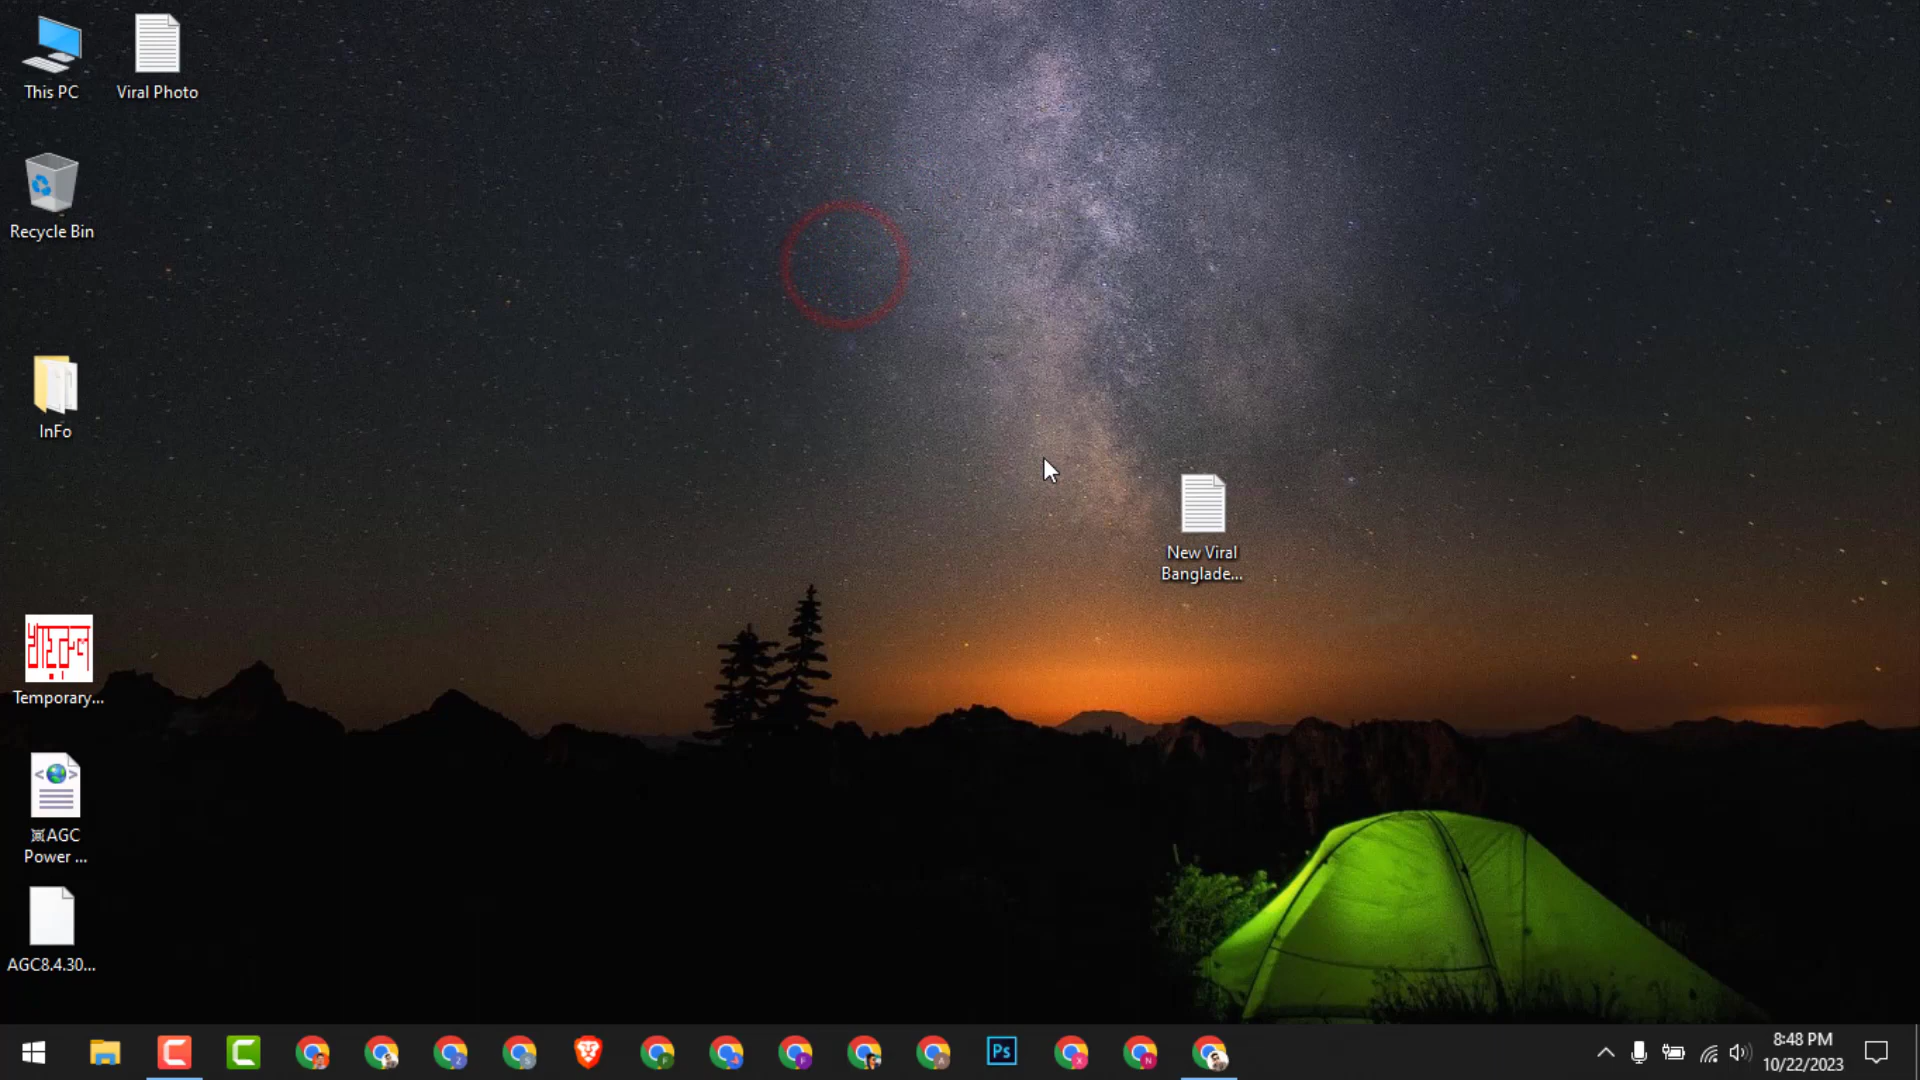 This PC
Viral Photo
Recycle Bin
InFo
New Viral
Banglade...
Temporary...
AGC
Power ...
AGC8.4.30...
Ps
8:48 PM
10/22/2023